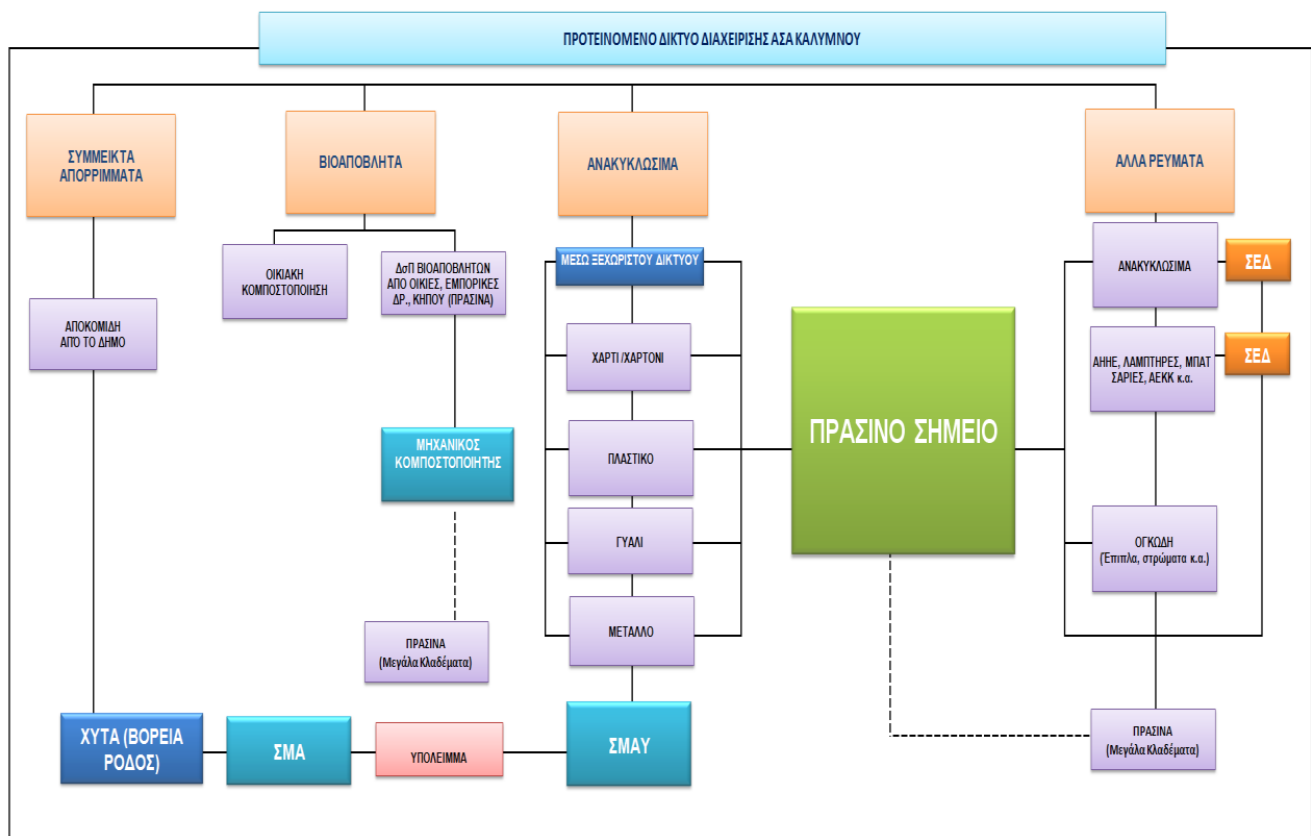 ΠΡΟΤΕΙΝΟΜΕΝΟ ΔΙΚΤΥΟ ΔΙΑΧΕΙΡΙΣΗΣ ΑΣΑ ΚΑΛΥΜΝΟΥ
ΣΥΜΜΕΙΚΤΑ
ΑΠΟΡΡΙΜΜΑΤΑ
ΒΙΟΑΠΟΒΛΗΤΑ
ΑΝΑΚΥΚΛΩΣΙΜΑ
ΑΛΛΑ ΡΕΥΜΑΤΑ
ΑΠΟΚΟΜΙΔΗ
ΑΠΌ ΤΟ ΔΗΜΟ
ΟΙΚΙΑΚΗ
ΚΟΜΠΟΣΤΟΠΟΙΗΣΗ
ΔσΠ ΒΙΟΑΠΟΒΛΗΤΩΝ
ΑΠΟ ΟΙΚΙΕΣ, ΕΜΠΟΡΙΚΕΣ
ΔΡ., ΚΗΠΟΥ (ΠΡΑΣΙΝΑ)
ΜΗΧΑΝΙΚΟΣ
ΚΟΜΠΟΣΤΟΠΟΙΗΤΗΣ
ΠΡΑΣΙΝΑ
(Μεγάλα Κλαδέματα)
ΜΕΣΩ ΞΕΧΩΡΙΣΤΟΥ ΔΙΚΤΥΟΥ
ΧΑΡΤΙ /ΧΑΡΤΟΝΙ
ΠΛΑΣΤΙΚΟ
ΓΥΑΛΙ
ΜΕΤΑΛΛΟ
ΠΡΑΣΙΝΟ ΣΗΜΕΙΟ
ΑΝΑΚΥΚΛΩΣΙΜΑ
ΣΕΔ
ΑΗΗΕ, ΛΑΜΠΤΗΡΕΣ, ΜΠΑΤ
ΣΑΡΙΕΣ, ΑΕΚΚ κ.α.
ΣΕΔ
ΟΓΚΩΔΗ
(Έπιπλα, στρώματα κ.α.)
ΠΡΑΣΙΝΑ
(Μεγάλα Κλαδέματα)
ΧΥΤΑ (ΒΟΡΕΙΑ
ΡΟΔΟΣ)
ΣΜΑ
ΥΠΟΛΕΙΜΜΑ
ΣΜΑΥ